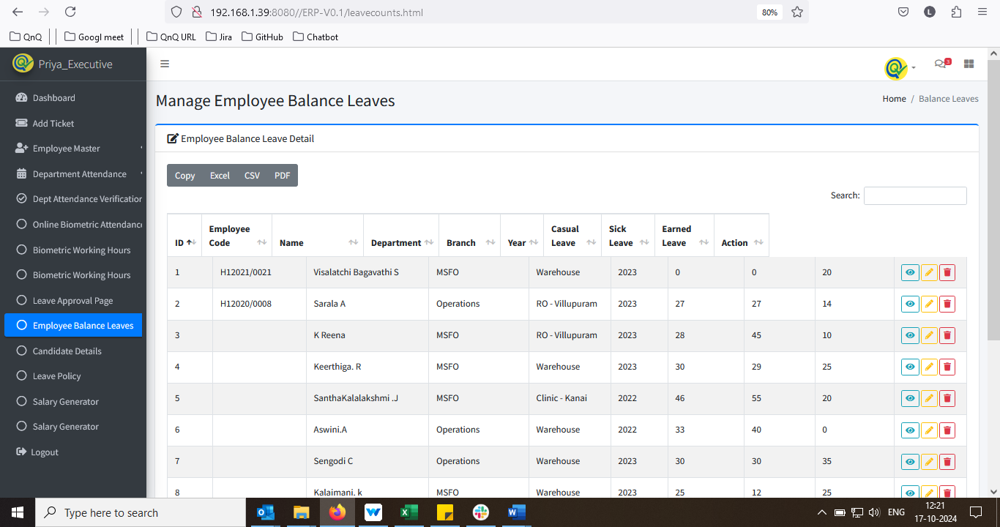 192.168.1.39:8080//ERP-V0.1/leavecounts.html 80% L
QnQ Googl meet QnQ URL Jira GitHub Chatbot
Priya_Executive
3
Dashboard
Add Ticket
Employee Master
Department Attendance
Dept Attendance Verification
Online Biometric Attendanc
Biometric Working Hours
Biometric Working Hours
Leave Approval Page
Employee Balance Leaves
Candidate Details
Leave Policy
Salary Generator
Salary Generator
Logout
Manage Employee Balance Leaves
Home / Balance Leaves
Employee Balance Leave Detail
Copy Excel CSV PDF
Search:
ID Employee Code Name Department Branch Year Casual Leave Sick Leave Earned Leave Action
1 H12021/0021 Visalatchi Bagavathi S MSFO Warehouse 2023 0 0 20
2 H12020/0008 Sarala A Operations RO - Villupuram 2023 27 27 14
3 K Reena MSFO RO - Villupuram 2023 28 45 10
4 Keerthiga. R MSFO Warehouse 2023 30 29 25
5 SanthaKalalakshmi .J MSFO Clinic - Kanai 2022 46 55 20
6 Aswini.A Operations Warehouse 2022 33 40 0
7 Sengodi C Operations Warehouse 2023 30 30 35
8 Kalaimani. k MSFO Warehouse 2023 25 12 25
Type here to search
ENG
12:21
17-10-2024